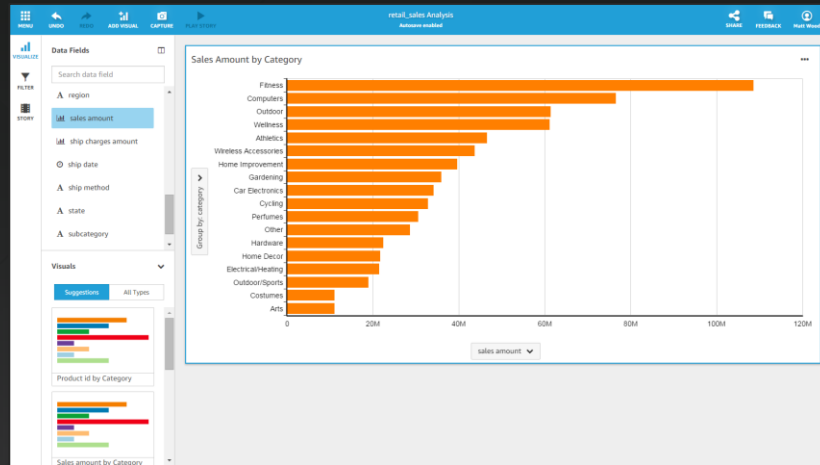 retail_sales Analysis
Autosave enabled
MENU
UNDO
REDO
ADD VISUAL
CAPTURE
PLAY STORY
SHARE
FEEDBACK
VISUALIZE
FILTER
STORY
Data Fields
Search data field
region
sales amount
ship charges amount
ship date
ship method
state
subcategory
Visuals
Suggestions
All Types
Product id by Category
Sales amount by Category
Sales Amount by Category
Group by: category
Fitness
Computers
Outdoor
Wellness
Athletics
Wireless Accessories
Home Improvement
Gardening
Car Electronics
Cycling
Perfumes
Other
Hardware
Home Decor
Electrical/Heating
Outdoor/Sports
Costumes
Arts
0 20M 40M 60M 80M 100M 120M
sales amount